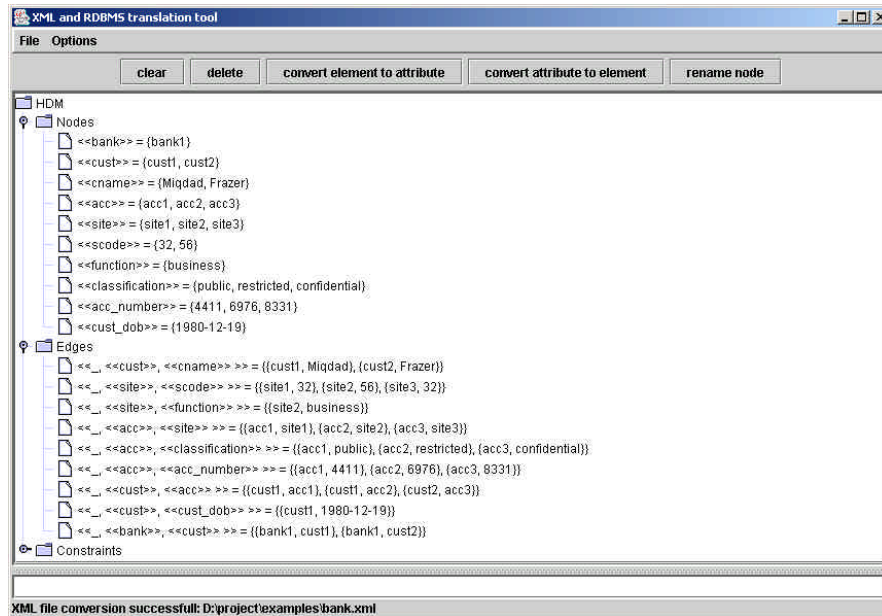 XML and RDBMS translation tool
File Options
clear delete convert element to attribute convert attribute to element rename node
HDM
Nodes
<<bank>> = {bank1}
<<cust>> = {cust1, cust2}
<<cname>> = {Miqdad, Frazer}
<<acc>> = {acc1, acc2, acc3}
<<site>> = {site1, site2, site3}
<<scode>> = {32, 56}
<<function>> = {business}
<<classification>> = {public, restricted, confidential}
<<acc_number>> = {4411, 6976, 8331}
<<cust_dob>> = {1980-12-19}
Edges
<<_, <<cust>>, <<cname>> >> = {{cust1, Miqdad}, {cust2, Frazer}}
<<_, <<site>>, <<scode>> >> = {{site1, 32}, {site2, 56}, {site3, 32}}
<<_, <<site>>, <<function>> >> = {{site2, business}}
<<_, <<acc>>, <<site>> >> = {{acc1, site1}, {acc2, site2}, {acc3, site3}}
<<_, <<acc>>, <<classification>> >> = {{acc1, public}, {acc2, restricted}, {acc3, confidential}}
<<_, <<acc>>, <<acc_number>> >> = {{acc1, 4411}, {acc2, 6976}, {acc3, 8331}}
<<_, <<cust>>, <<acc>> >> = {{cust1, acc1}, {cust1, acc2}, {cust2, acc3}}
<<_, <<cust>>, <<cust_dob>> >> = {{cust1, 1980-12-19}}
<<_, <<bank>>, <<cust>> >> = {{bank1, cust1}, {bank1, cust2}}
Constraints
XML file conversion successfull: D:\project\examples\bank.xml